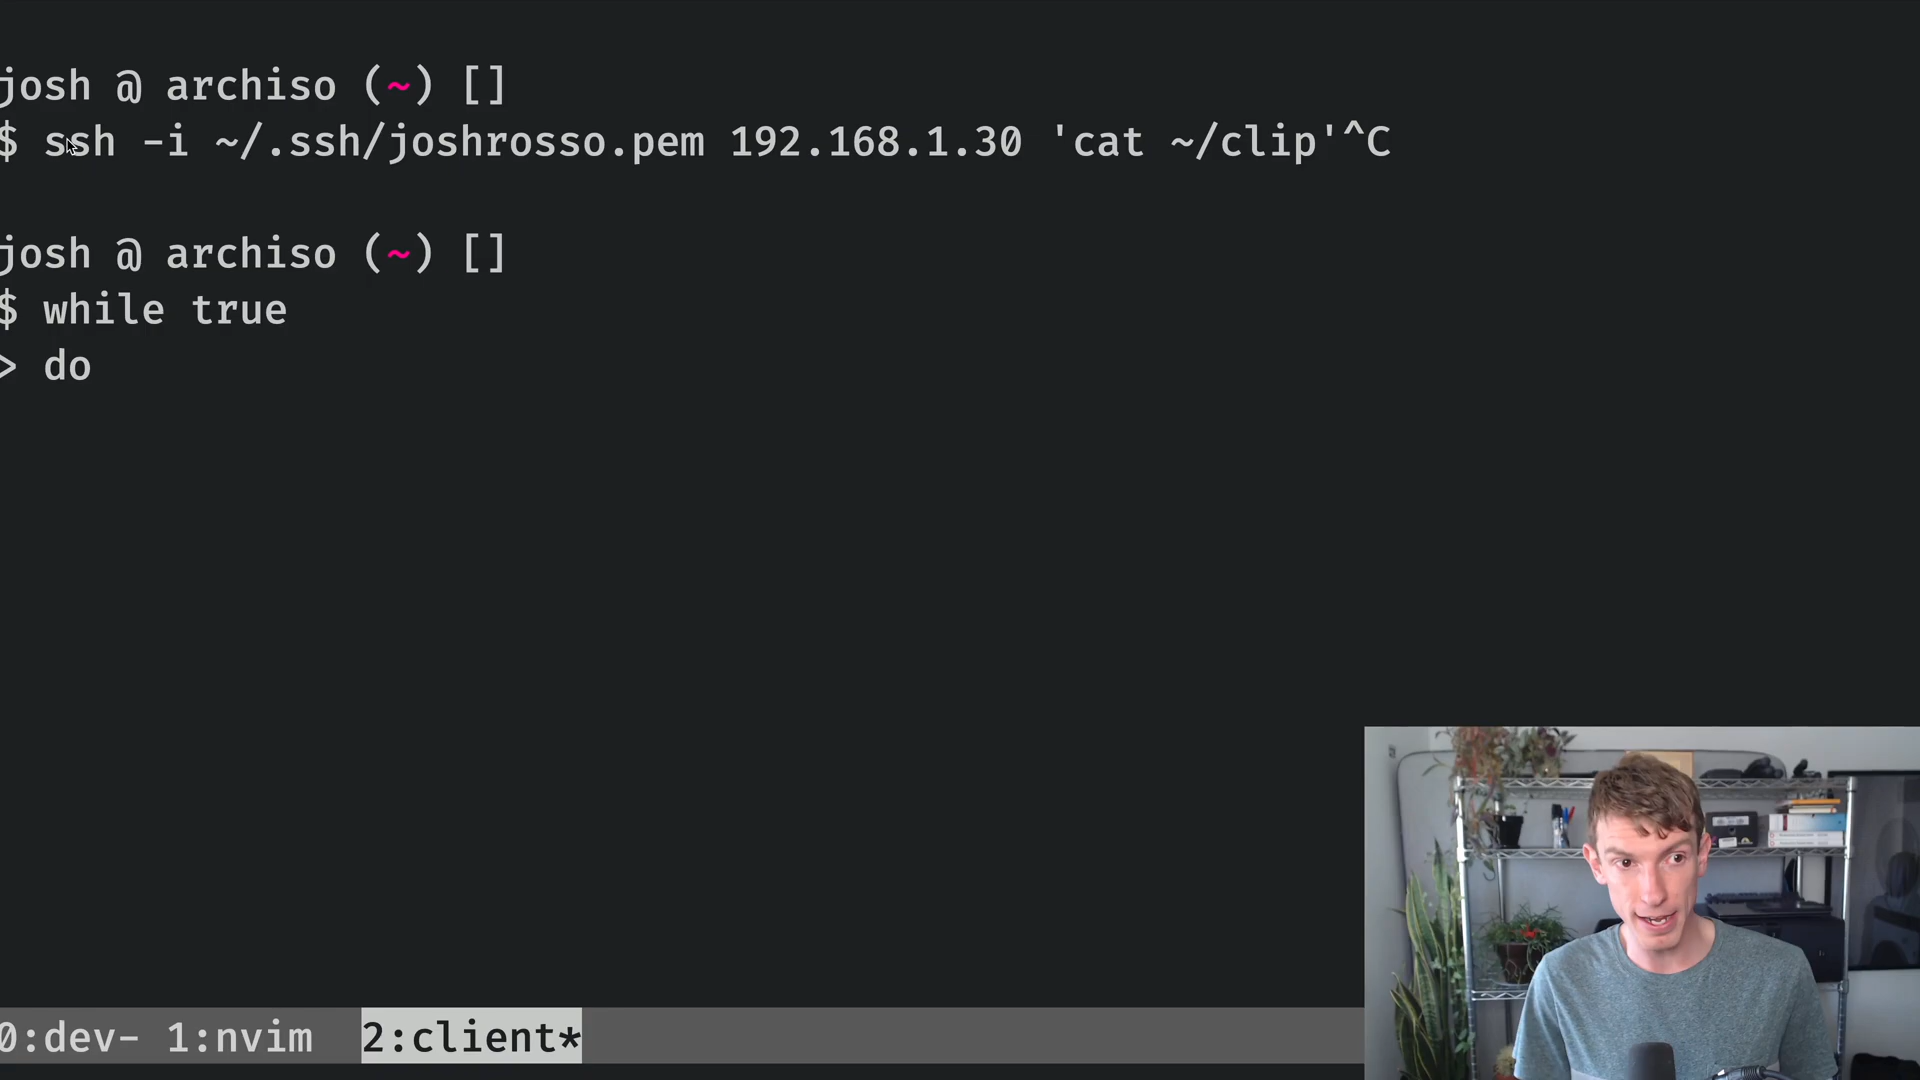 josh @ archiso (~) []
$ ssh -i ~/.ssh/joshrosso.pem 192.168.1.30 'cat ~/clip'^C
josh @ archiso (~) []
$ while true
> do
0:dev- 1:nvim 2:client*